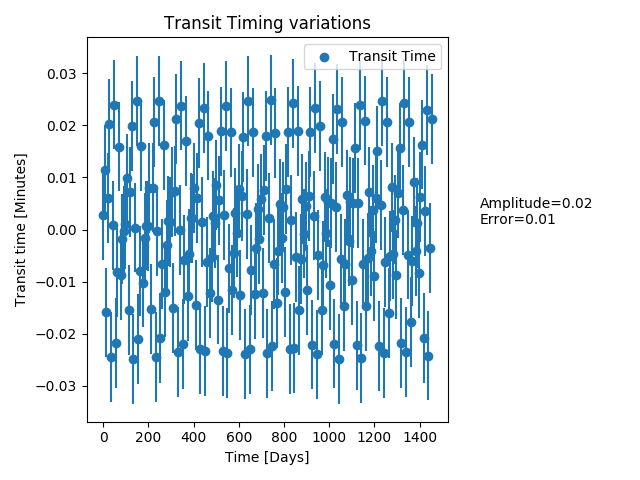 Transit Timing variations
Transit Time
0.03
0.02
0.01
0.00
−0.01
−0.02
−0.03
Transit time [Minutes]
0 200 400 600 800 1000 1200 1400
Time [Days]
Amplitude=0.02
Error=0.01